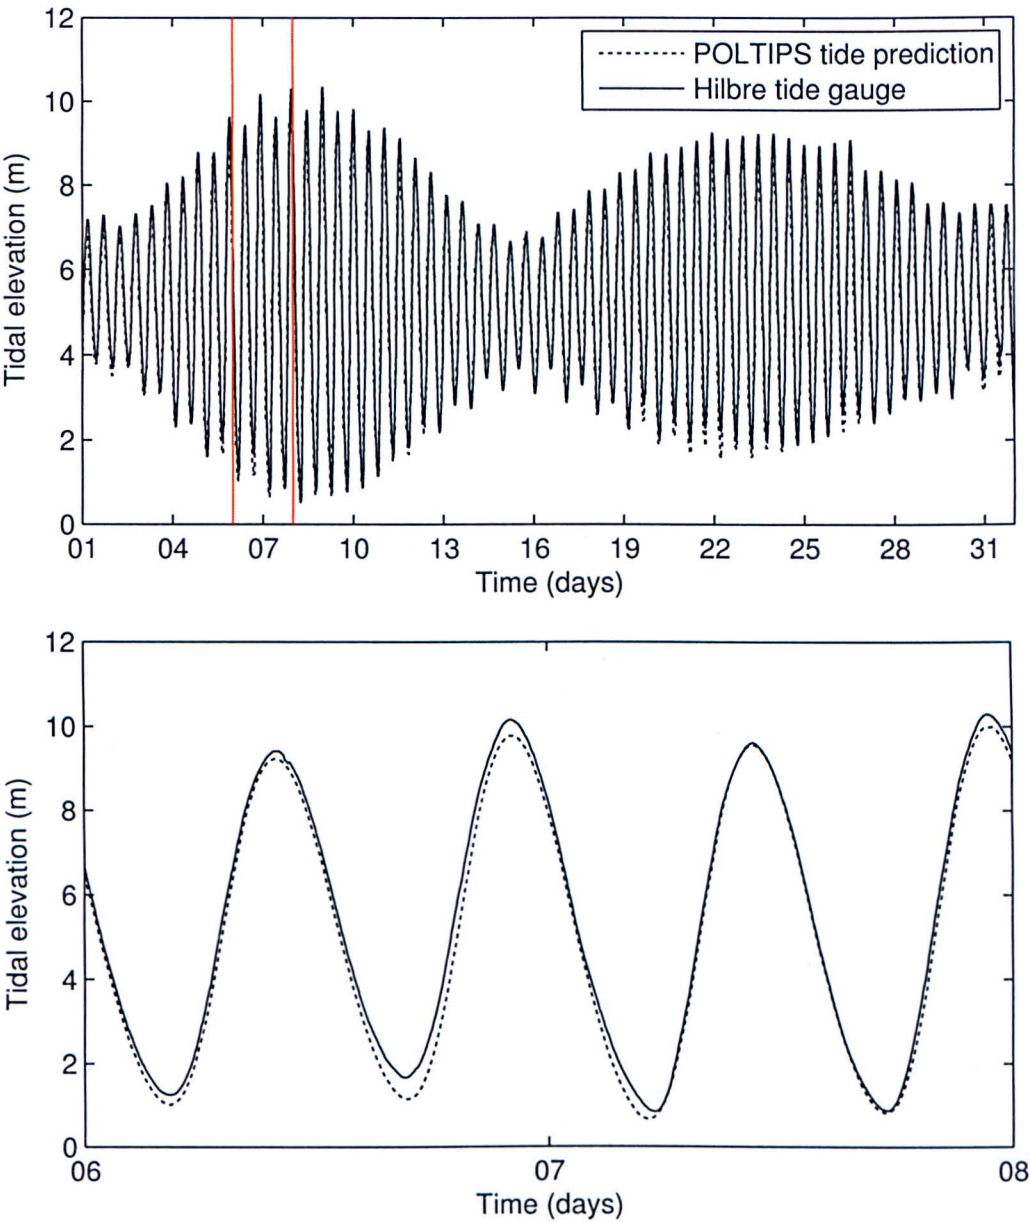 12
10
8
6
4
2
0
Tidal elevation (m)
POLTIPS tide prediction
Hilbre tide gauge
01 04 07 10 13 16 19 22 25 28 31
Time (days)
12
10
8
6
4
2
0
Tidal elevation (m)
06 07 08
Time (days)